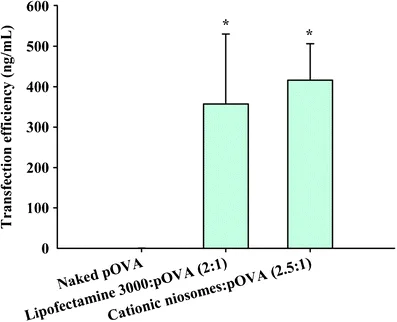 600
500
400
300
200
100
0
Transfection efficiency (ng/mL)
*
*
Naked pOVA
Lipofectamine 3000:pOVA (2:1)
Cationic niosomes:pOVA (2.5:1)